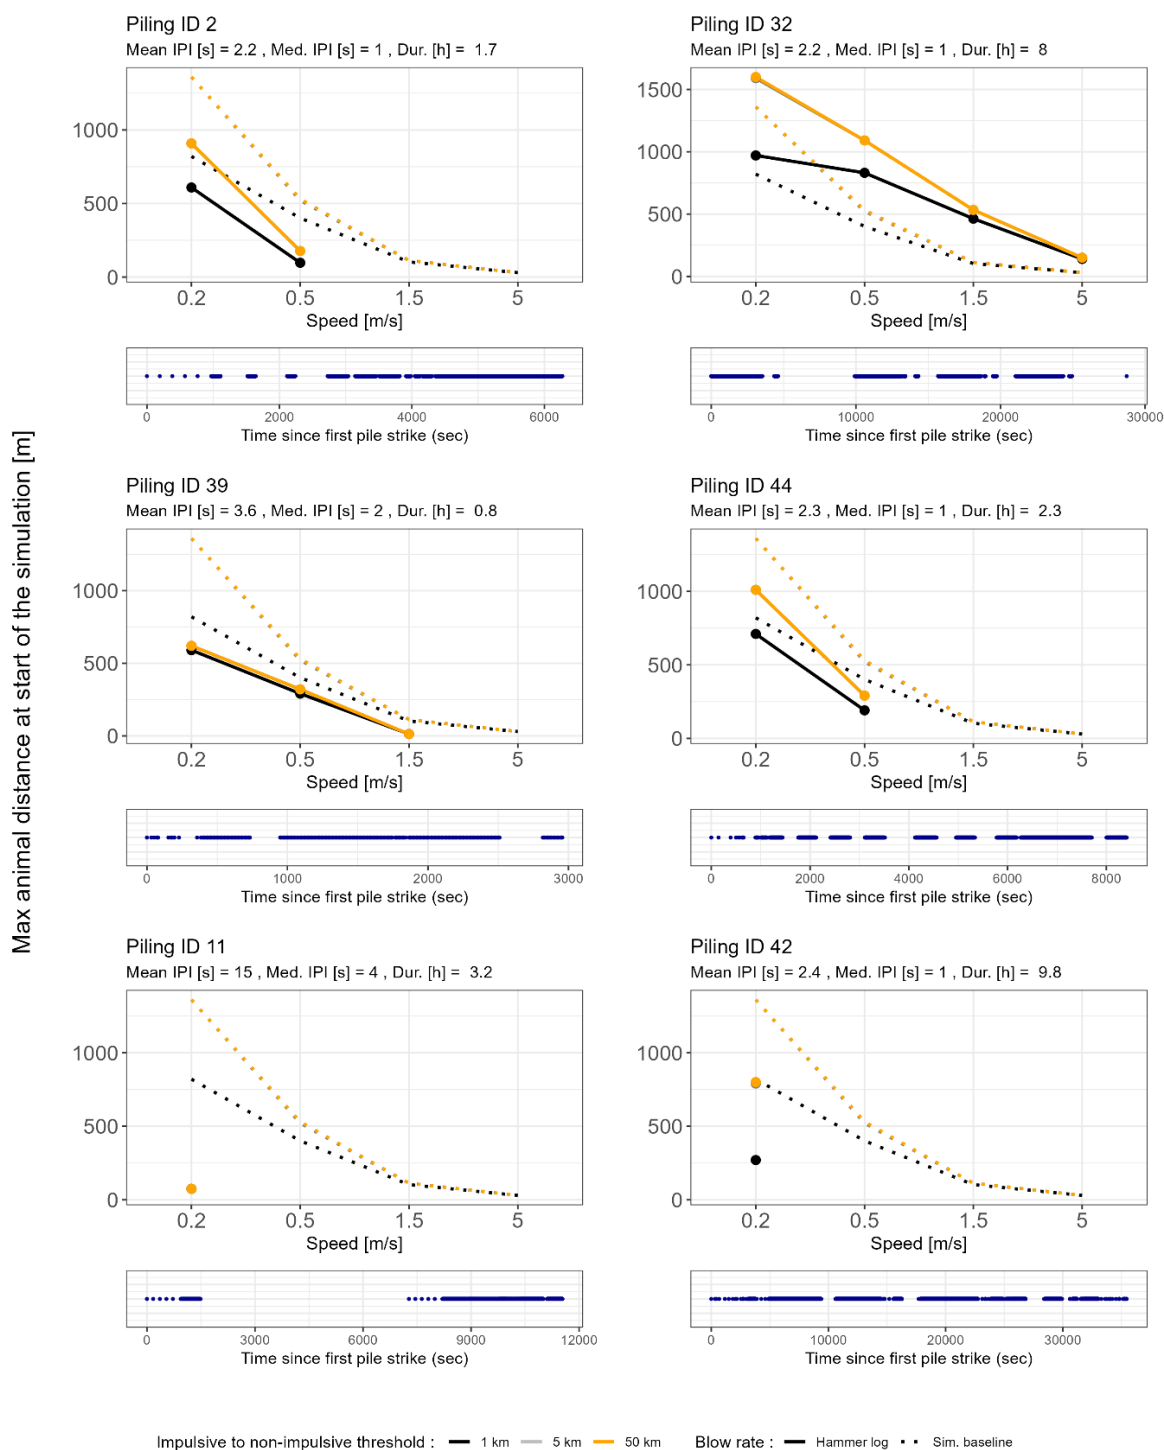 Max animal distance at start of the simulation [m]
Piling ID 2
Mean IPI [s] = 2.2 , Med. IPI [s] = 1 , Dur. [h] =  1.7
1000
500
0
0.2 0.5 1.5 5
Speed [m/s]
0 2000 4000 6000
Time since first pile strike (sec)
Piling ID 32
Mean IPI [s] = 2.2 , Med. IPI [s] = 1 , Dur. [h] =  8
1500
1000
500
0
0.2 0.5 1.5 5
Speed [m/s]
0 10000 20000 30000
Time since first pile strike (sec)
Piling ID 39
Mean IPI [s] = 3.6 , Med. IPI [s] = 2 , Dur. [h] =  0.8
1000
500
0
0.2 0.5 1.5 5
Speed [m/s]
0 1000 2000 3000
Time since first pile strike (sec)
Piling ID 44
Mean IPI [s] = 2.3 , Med. IPI [s] = 1 , Dur. [h] =  2.3
1000
500
0
0.2 0.5 1.5 5
Speed [m/s]
0 2000 4000 6000 8000
Time since first pile strike (sec)
Piling ID 11
Mean IPI [s] = 15 , Med. IPI [s] = 4 , Dur. [h] =  3.2
1000
500
0
0.2 0.5 1.5 5
Speed [m/s]
0 3000 6000 9000 12000
Time since first pile strike (sec)
Piling ID 42
Mean IPI [s] = 2.4 , Med. IPI [s] = 1 , Dur. [h] =  9.8
1000
500
0
0.2 0.5 1.5 5
Speed [m/s]
0 10000 20000 30000
Time since first pile strike (sec)
Impulsive to non-impulsive threshold : 1 km 5 km 50 km Blow rate : Hammer log Sim. baseline